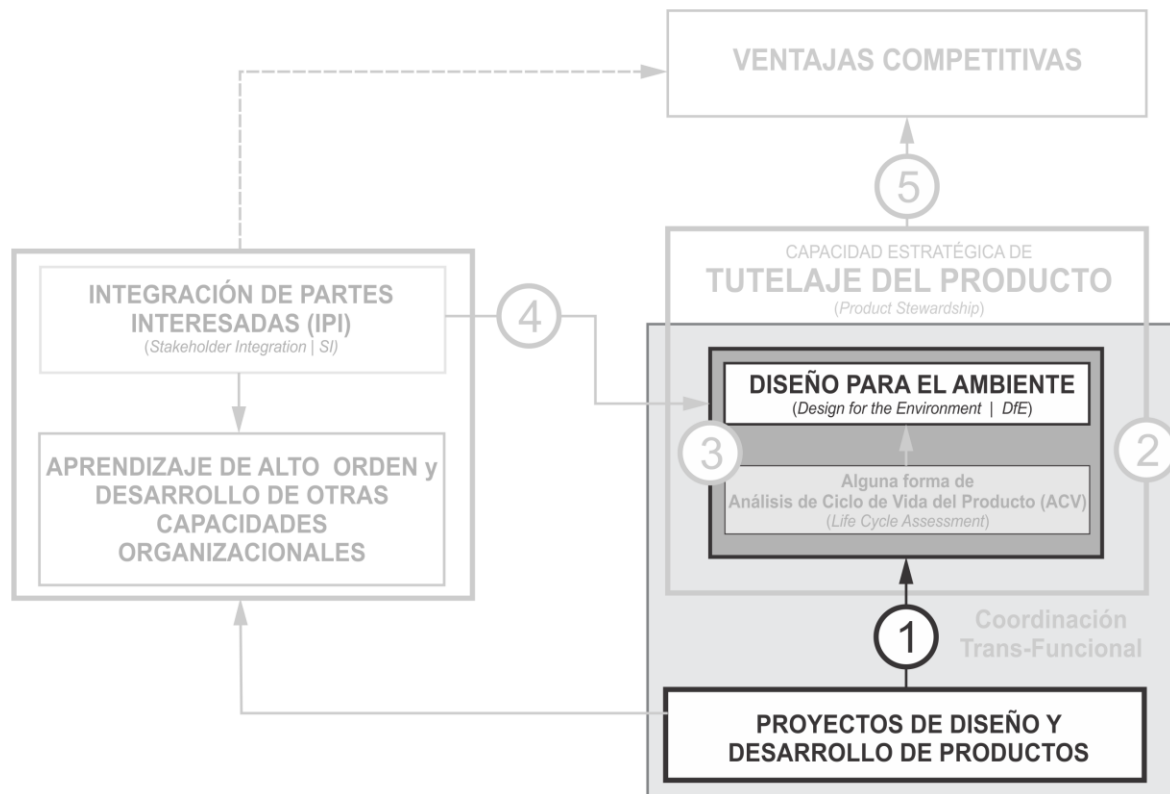 VENTAJAS COMPETITIVAS
5
CAPACIDAD ESTRATÉGICA DE
TUTELAJE DEL PRODUCTO
(Product Stewardship)
INTEGRACIÓN DE PARTES
INTERESADAS (IPI)
(Stakeholder Integration | SI)
4
DISEÑO PARA EL AMBIENTE
(Design for the Environment | DfE)
3
2
Alguna forma de
Análisis de Ciclo de Vida del Producto (ACV)
(Life Cycle Assessment)
APRENDIZAJE DE ALTO ORDEN y
DESARROLLO DE OTRAS
CAPACIDADES
ORGANIZACIONALES
1
Coordinación
Trans-Funcional
PROYECTOS DE DISEÑO Y
DESARROLLO DE PRODUCTOS